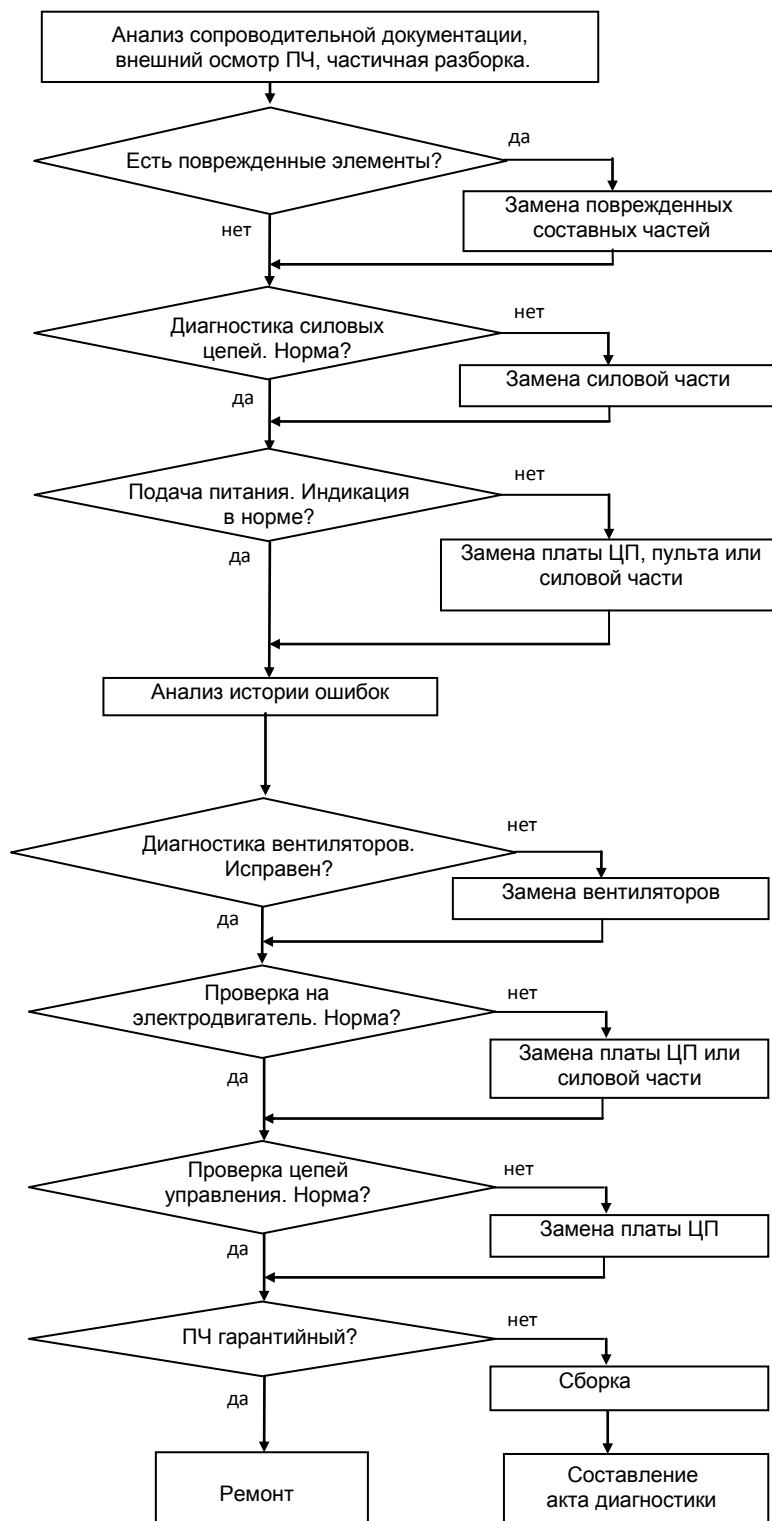 Анализ сопроводительной документации,
внешний осмотр ПЧ, частичная разборка.
да
Есть поврежденные элементы?
Замена поврежденных
составных частей
нет
нет
Диагностика силовых
цепей. Норма?
Замена силовой части
да
нет
Подача питания. Индикация
в норме?
Замена платы ЦП, пульта или
силовой части
да
Анализ истории ошибок
нет
Диагностика вентиляторов.
Исправен?
Замена вентиляторов
да
Проверка на
электродвигатель. Норма?
нет
Замена платы ЦП или
силовой части
да
Проверка цепей
управления. Норма?
нет
Замена платы ЦП
да
нет
ПЧ гарантийный?
Сборка
да
Ремонт
Составление
акта диагностики